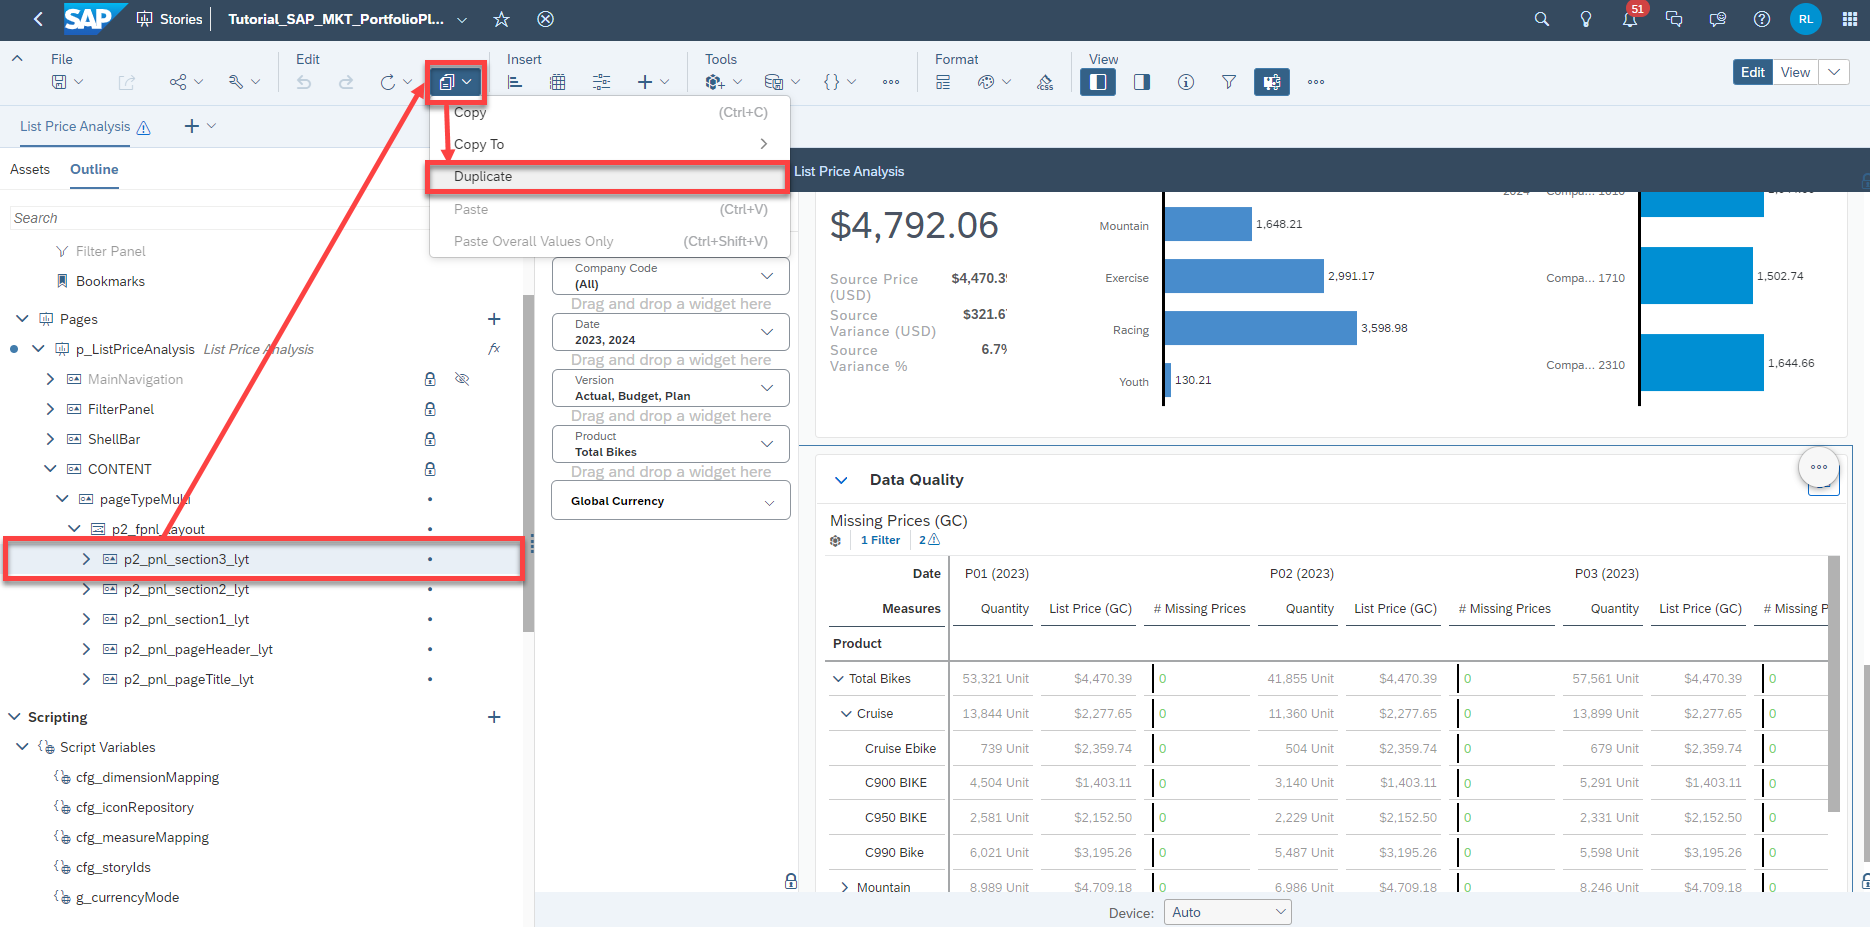 SAP Stories Tutorial_SAP_MKT_PortfolioPl... 51 RL
File Edit Insert Tools Format View
css
Edit View
List Price Analysis
Copy (Ctrl+C)
Copy To
Duplicate
Paste (Ctrl+V)
Paste Overall Values Only (Ctrl+Shift+V)
Assets Outline
Search
Filter Panel
Bookmarks
Pages
p_ListPriceAnalysis List Price Analysis fx
MainNavigation
FilterPanel
ShellBar
CONTENT
pageTypeMulti
p2_fpnl_layout
p2_pnl_section3_lyt
p2_pnl_section2_lyt
p2_pnl_section1_lyt
p2_pnl_pageHeader_lyt
p2_pnl_pageTitle_lyt
Scripting
Script Variables
cfg_dimensionMapping
cfg_iconRepository
cfg_measureMapping
cfg_storyIds
g_currencyMode
Company Code
(All)
Drag and drop a widget here
Date
2023, 2024
Drag and drop a widget here
Version
Actual, Budget, Plan
Drag and drop a widget here
Product
Total Bikes
Drag and drop a widget here
Global Currency
List Price Analysis
$4,792.06
Source Price (USD) $4,470.39
Source Variance (USD) $321.67
Source Variance % 6.7%
Mountain 1,648.21
Exercise 2,991.17
Racing 3,598.98
Youth 130.21
2024 Compa... 1010
Compa... 1710 1,502.74
Compa... 2310 1,644.66
Data Quality
Missing Prices (GC)
1 Filter 2
Date P01 (2023) P02 (2023) P03 (2023)
Measures Quantity List Price (GC) # Missing Prices Quantity List Price (GC) # Missing Prices Quantity List Price (GC) # Missing P
Product
Total Bikes 53,321 Unit $4,470.39 0 41,855 Unit $4,470.39 0 57,561 Unit $4,470.39 0
Cruise 13,844 Unit $2,277.65 0 11,360 Unit $2,277.65 0 13,899 Unit $2,277.65 0
Cruise Ebike 739 Unit $2,359.74 0 504 Unit $2,359.74 0 679 Unit $2,359.74 0
C900 BIKE 4,504 Unit $1,403.11 0 3,140 Unit $1,403.11 0 5,291 Unit $1,403.11 0
C950 BIKE 2,581 Unit $2,152.50 0 2,229 Unit $2,152.50 0 2,331 Unit $2,152.50 0
C990 Bike 6,021 Unit $3,195.26 0 5,487 Unit $3,195.26 0 5,598 Unit $3,195.26 0
Mountain 8,989 Unit $4,709.18 0 6,986 Unit $4,709.18 0 8,246 Unit $4,709.18 0
Device: Auto